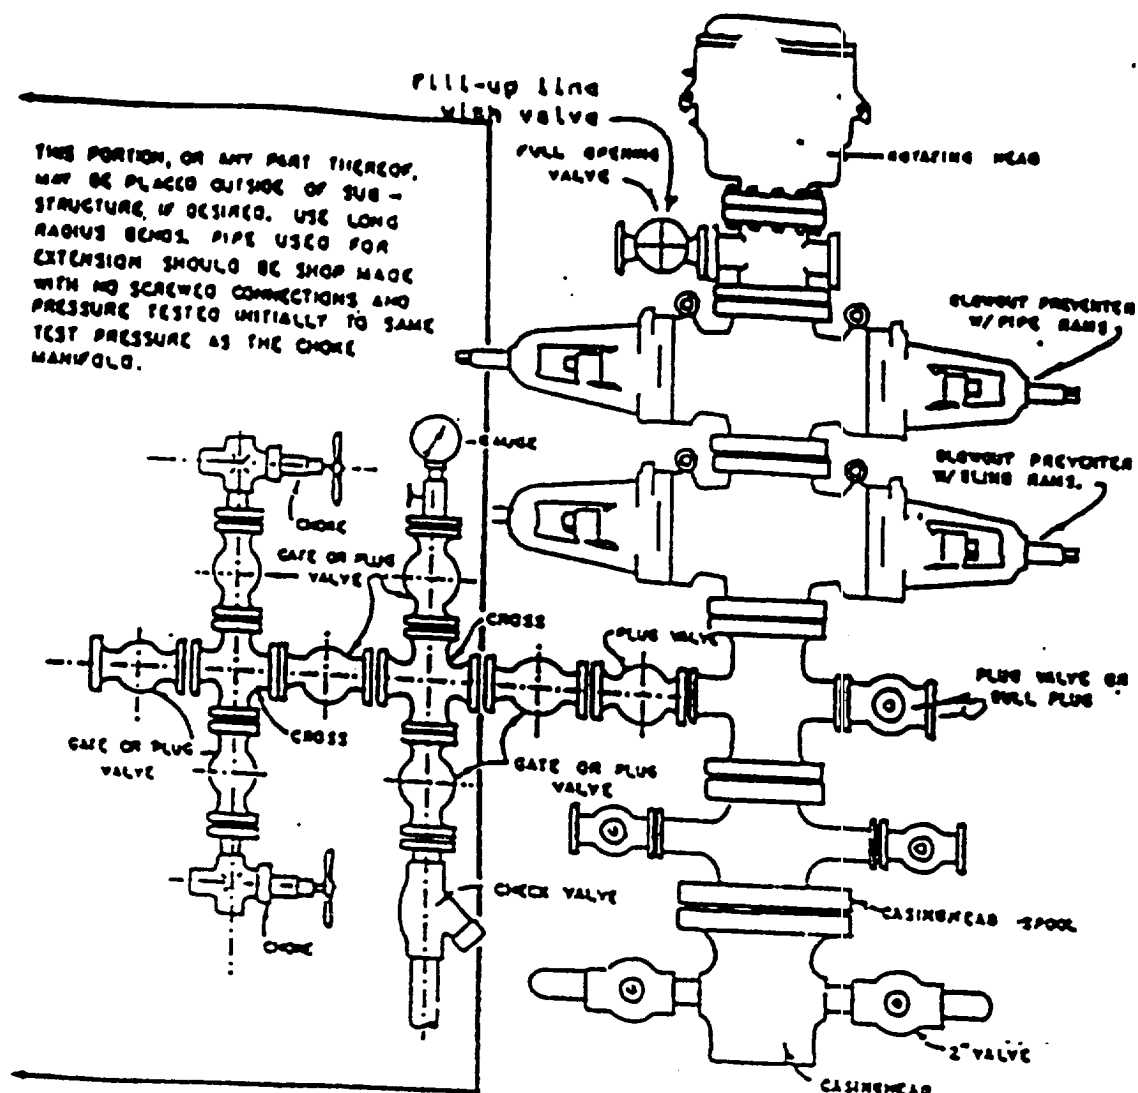 Fill-up line
with valve
FULL OPENING
VALVE
ROTATING HEAD
THIS PORTION, OR ANY PART THEREOF,
MAY BE PLACED OUTSIDE OF SUB-
STRUCTURE, IF DESIRED. USE LONG
RADIUS BENDS. PIPE USED FOR
EXTENSION SHOULD BE SHOP MADE
WITH NO SCREWED CONNECTIONS AND
PRESSURE TESTED INITIALLY TO SAME
TEST PRESSURE AS THE CHOKE
MANIFOLD.
BLOWOUT PREVENTER
W/ PIPE RAMS.
GAUGE
BLOWOUT PREVENTER
W/ BLIND RAMS.
CHOKE
GATE OR PLUG
VALVE
CROSS
PLUG VALVE
PLUG VALVE OR
BULL PLUG
CROSS
GATE OR PLUG
VALVE
GATE OR PLUG
VALVE
CHECK VALVE
CASINGHEAD SPOOL
CHOKE
2" VALVE
CASINGHEAD